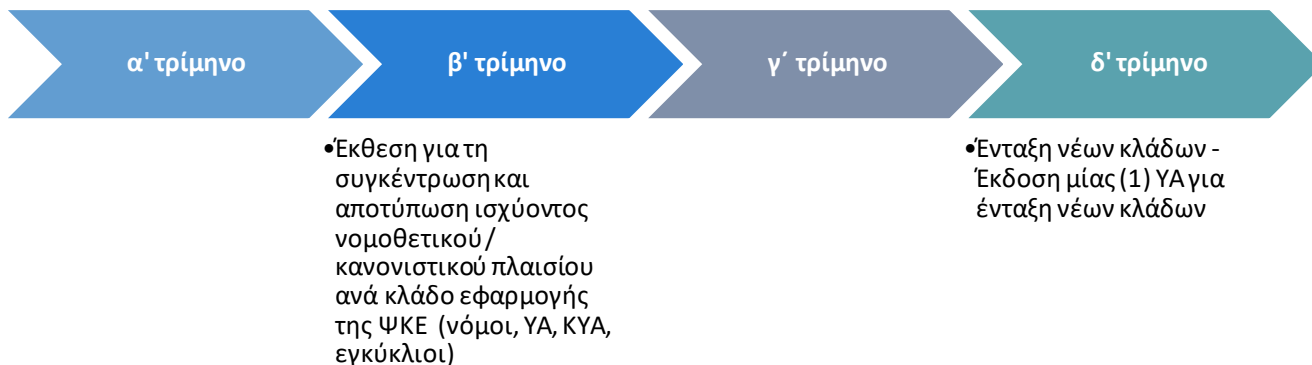 α' τρίμηνο
β' τρίμηνο
γ΄ τρίμηνο
δ' τρίμηνο
•Έκθεση για τη
συγκέντρωση και
αποτύπωση ισχύοντος
νομοθετικού /
κανονιστικού πλαισίου
ανά κλάδο εφαρμογής
της ΨΚΕ (νόμοι, ΥΑ, ΚΥΑ,
εγκύκλιοι)
•Ένταξη νέων κλάδων -
Έκδοση μίας (1) ΥΑ για
ένταξη νέων κλάδων